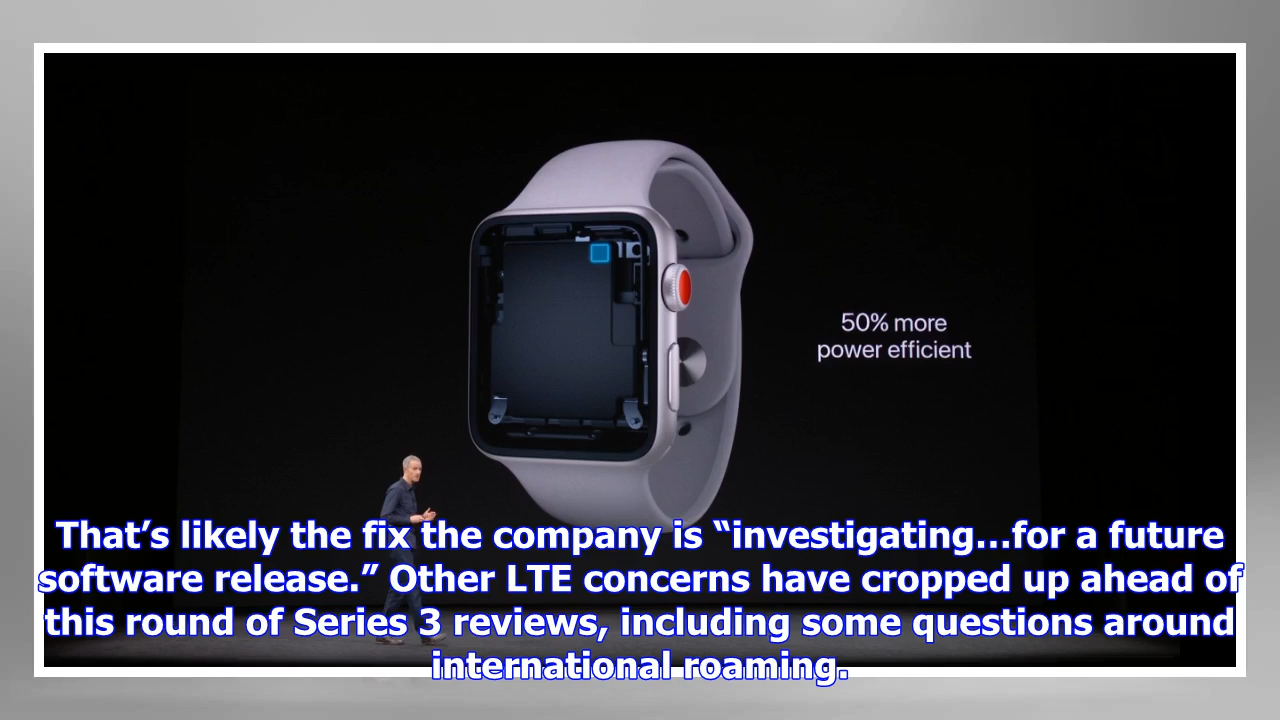 50% more
power efficient
That’s likely the fix the company is “investigating…for a future
software release.” Other LTE concerns have cropped up ahead of
this round of Series 3 reviews, including some questions around
international roaming.